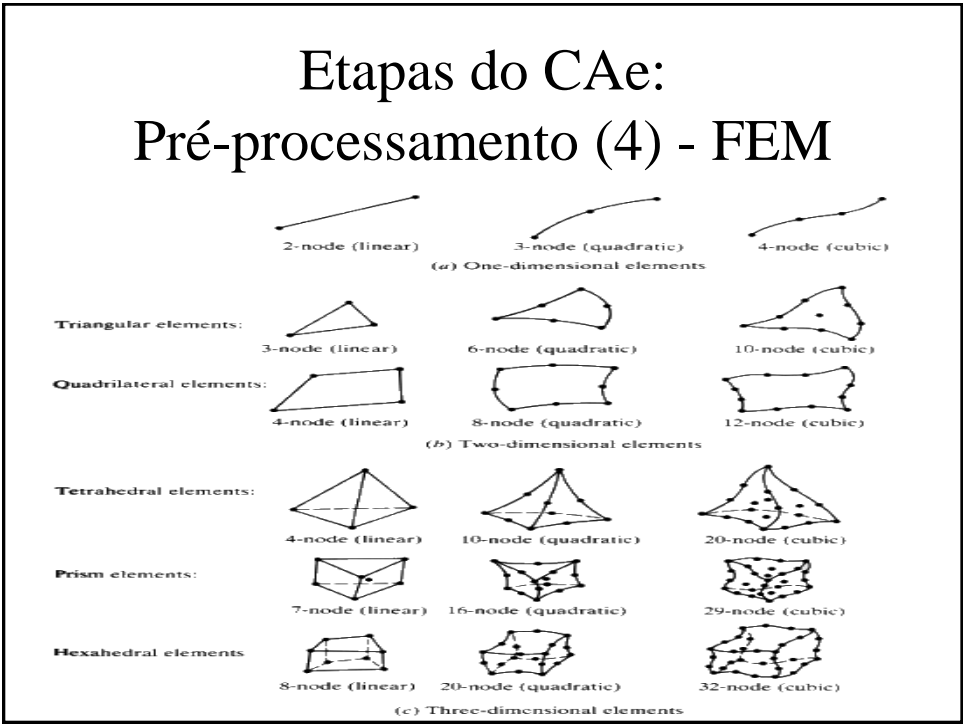 Etapas do CAe:
Pré-processamento (4) - FEM
2-node (linear) 3-node (quadratic) 4-node (cubic)
(a) One-dimensional elements
Triangular elements:
3-node (linear) 6-node (quadratic) 10-node (cubic)
Quadrilateral elements:
4-node (linear) 8-node (quadratic) 12-node (cubic)
(b) Two-dimensional elements
Tetrahedral elements:
4-node (linear) 10-node (quadratic) 20-node (cubic)
Prism elements:
7-node (linear) 16-node (quadratic) 29-node (cubic)
Hexahedral elements
8-node (linear) 20-node (quadratic) 32-node (cubic)
(c) Three-dimensional elements